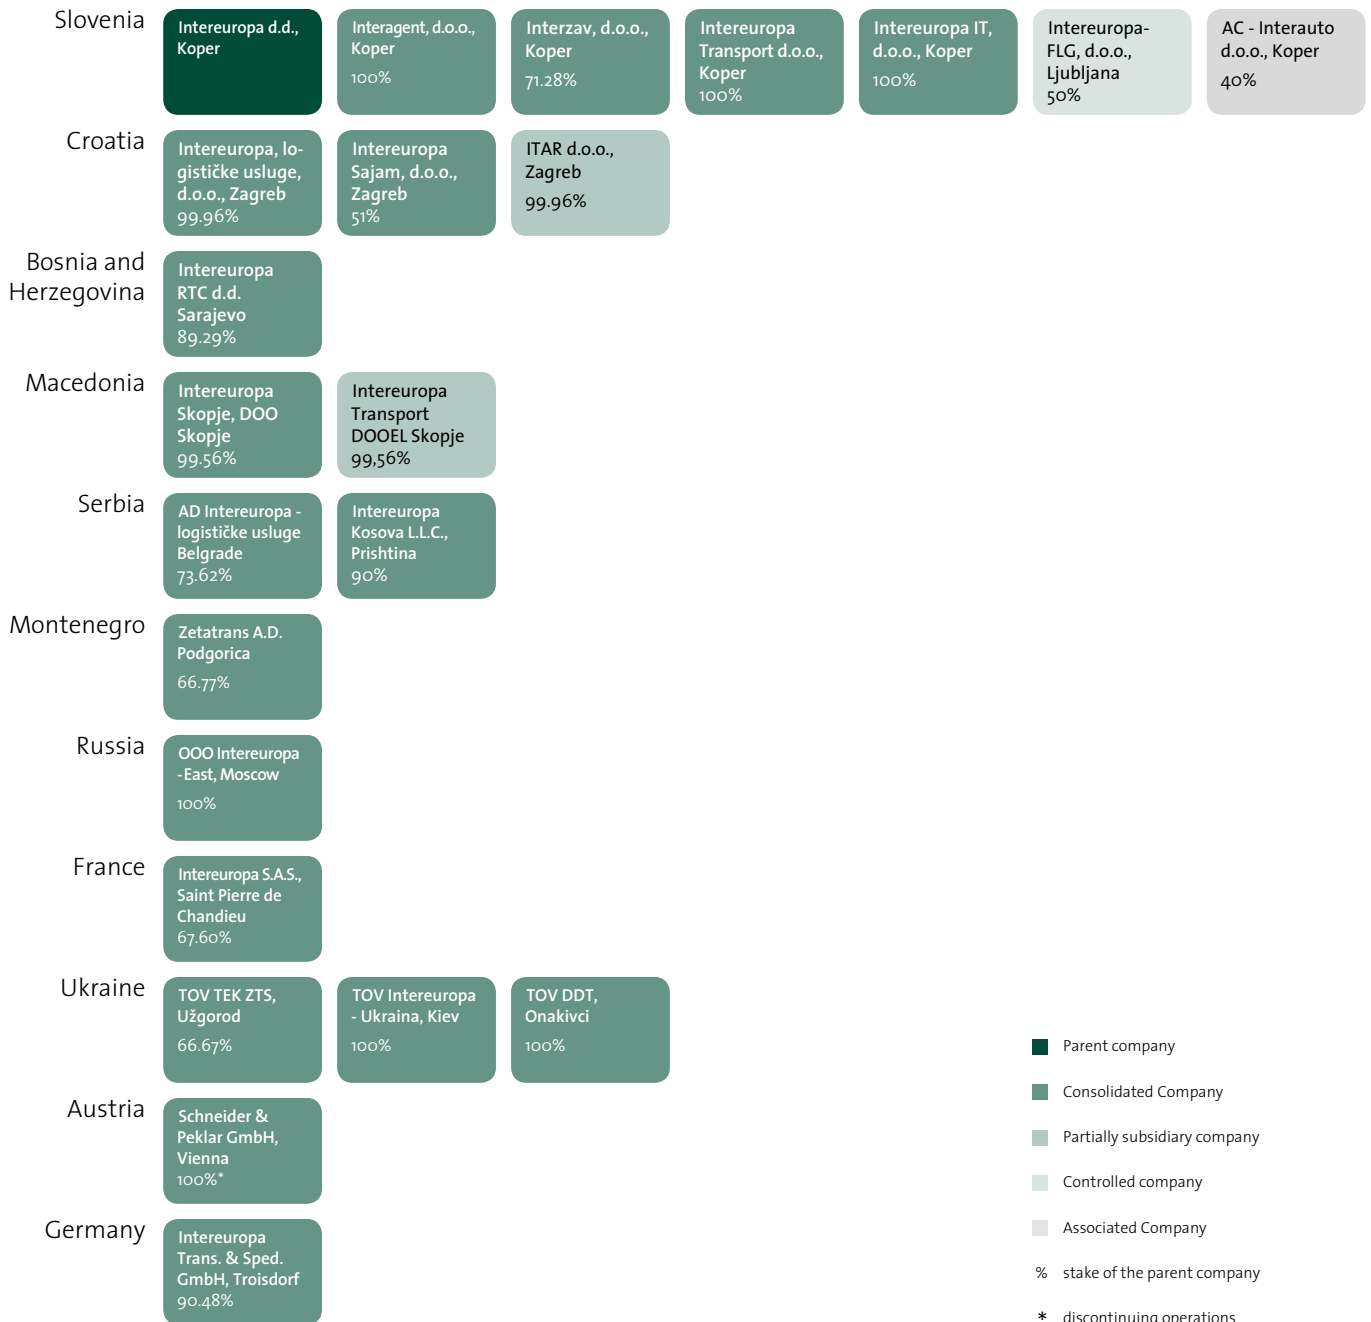 Slovenia
Intereuropa d.d.,
Koper
Interagent, d.o.o.,
Koper
100%
Interzav, d.o.o.,
Koper
71.28%
Intereuropa
Transport d.o.o.,
Koper
100%
Intereuropa IT,
d.o.o., Koper
100%
Intereuropa-
FLG, d.o.o.,
Ljubljana
50%
AC - Interauto
d.o.o., Koper
40%
Croatia
Intereuropa, lo-
gističke usluge,
d.o.o., Zagreb
99.96%
Intereuropa
Sajam, d.o.o.,
Zagreb
51%
ITAR d.o.o.,
Zagreb
99.96%
Bosnia and
Herzegovina
Intereuropa
RTC d.d.
Sarajevo
89.29%
Macedonia
Intereuropa
Skopje, DOO
Skopje
99.56%
Intereuropa
Transport
DOOEL Skopje
99,56%
Serbia
AD Intereuropa -
logističke usluge
Belgrade
73.62%
Intereuropa
Kosova L.L.C.,
Prishtina
90%
Montenegro
Zetatrans A.D.
Podgorica
66.77%
Russia
OOO Intereuropa
-East, Moscow
100%
France
Intereuropa S.A.S.,
Saint Pierre de
Chandieu
67.60%
Ukraine
TOV TEK ZTS,
Užgorod
66.67%
TOV Intereuropa
- Ukraina, Kiev
100%
TOV DDT,
Onakivci
100%
Austria
Schneider &
Peklar GmbH,
Vienna
100%*
Germany
Intereuropa
Trans. & Sped.
GmbH, Troisdorf
90.48%
Parent company
Consolidated Company
Partially subsidiary company
Controlled company
Associated Company
% stake of the parent company
* discontinuing operations